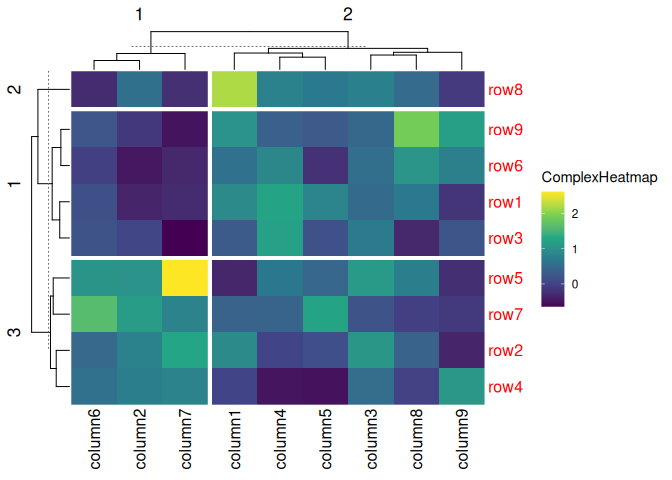 1 2
2
1
3
row8
row9
row6
row1
row3
row5
row7
row2
row4
column6 column2 column7 column1 column4 column5 column3 column8 column9
ComplexHeatmap
2
1
0